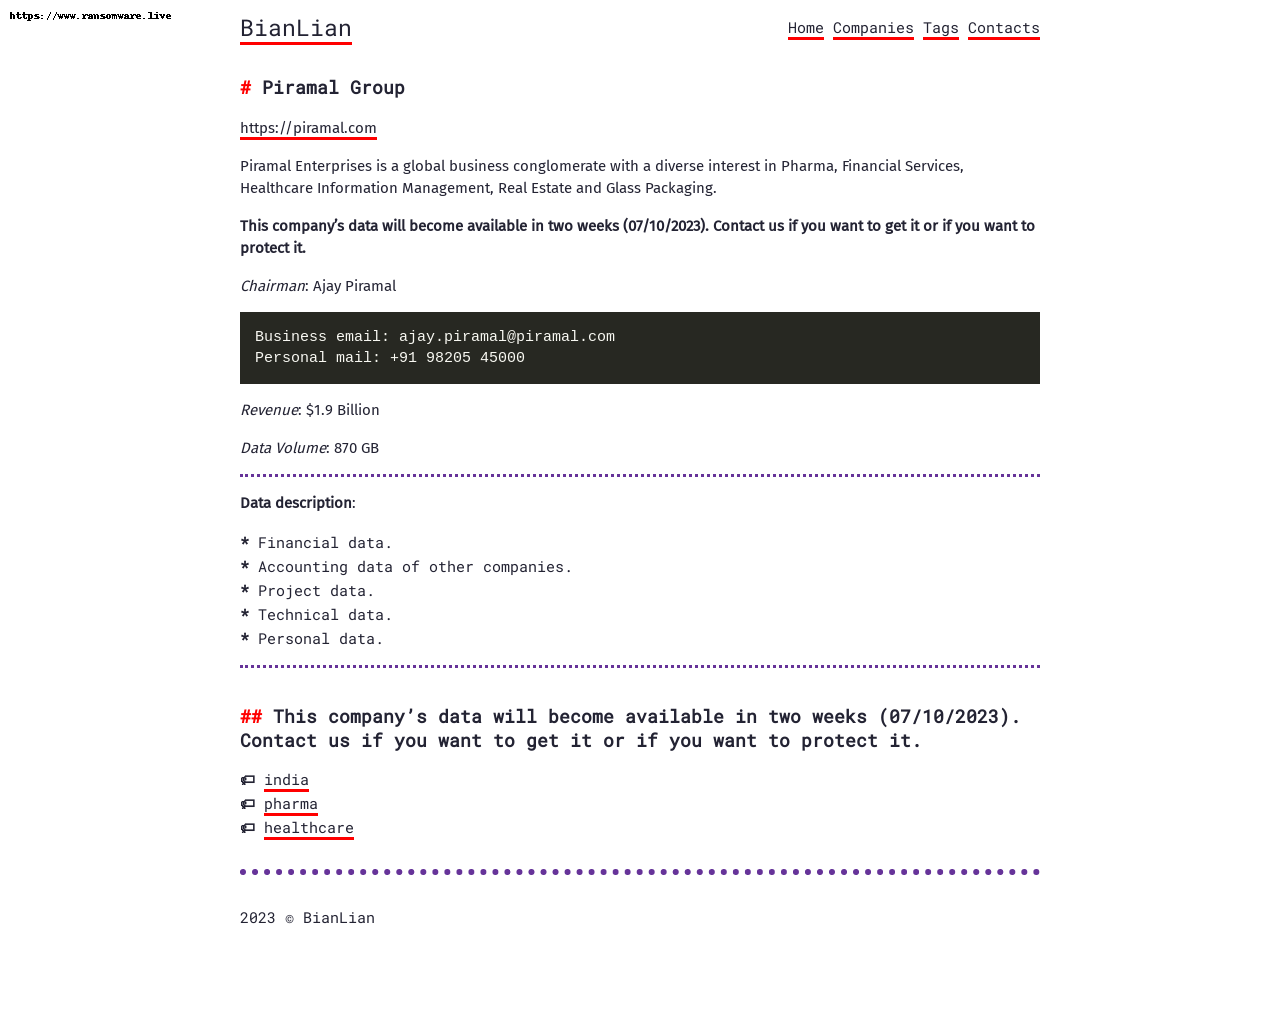 https://www.ransomware.live
BianLian
Home Companies Tags Contacts
# Piramal Group
https://piramal.com
Piramal Enterprises is a global business conglomerate with a diverse interest in Pharma, Financial Services,
Healthcare Information Management, Real Estate and Glass Packaging.
This company’s data will become available in two weeks (07/10/2023). Contact us if you want to get it or if you want to
protect it.
Chairman: Ajay Piramal
Business email: ajay.piramal@piramal.com
Personal mail: +91 98205 45000
Revenue: $1.9 Billion
Data Volume: 870 GB
Data description:
* Financial data.
* Accounting data of other companies.
* Project data.
* Technical data.
* Personal data.
## This company’s data will become available in two weeks (07/10/2023).
Contact us if you want to get it or if you want to protect it.
🏷 india
🏷 pharma
🏷 healthcare
2023 © BianLian